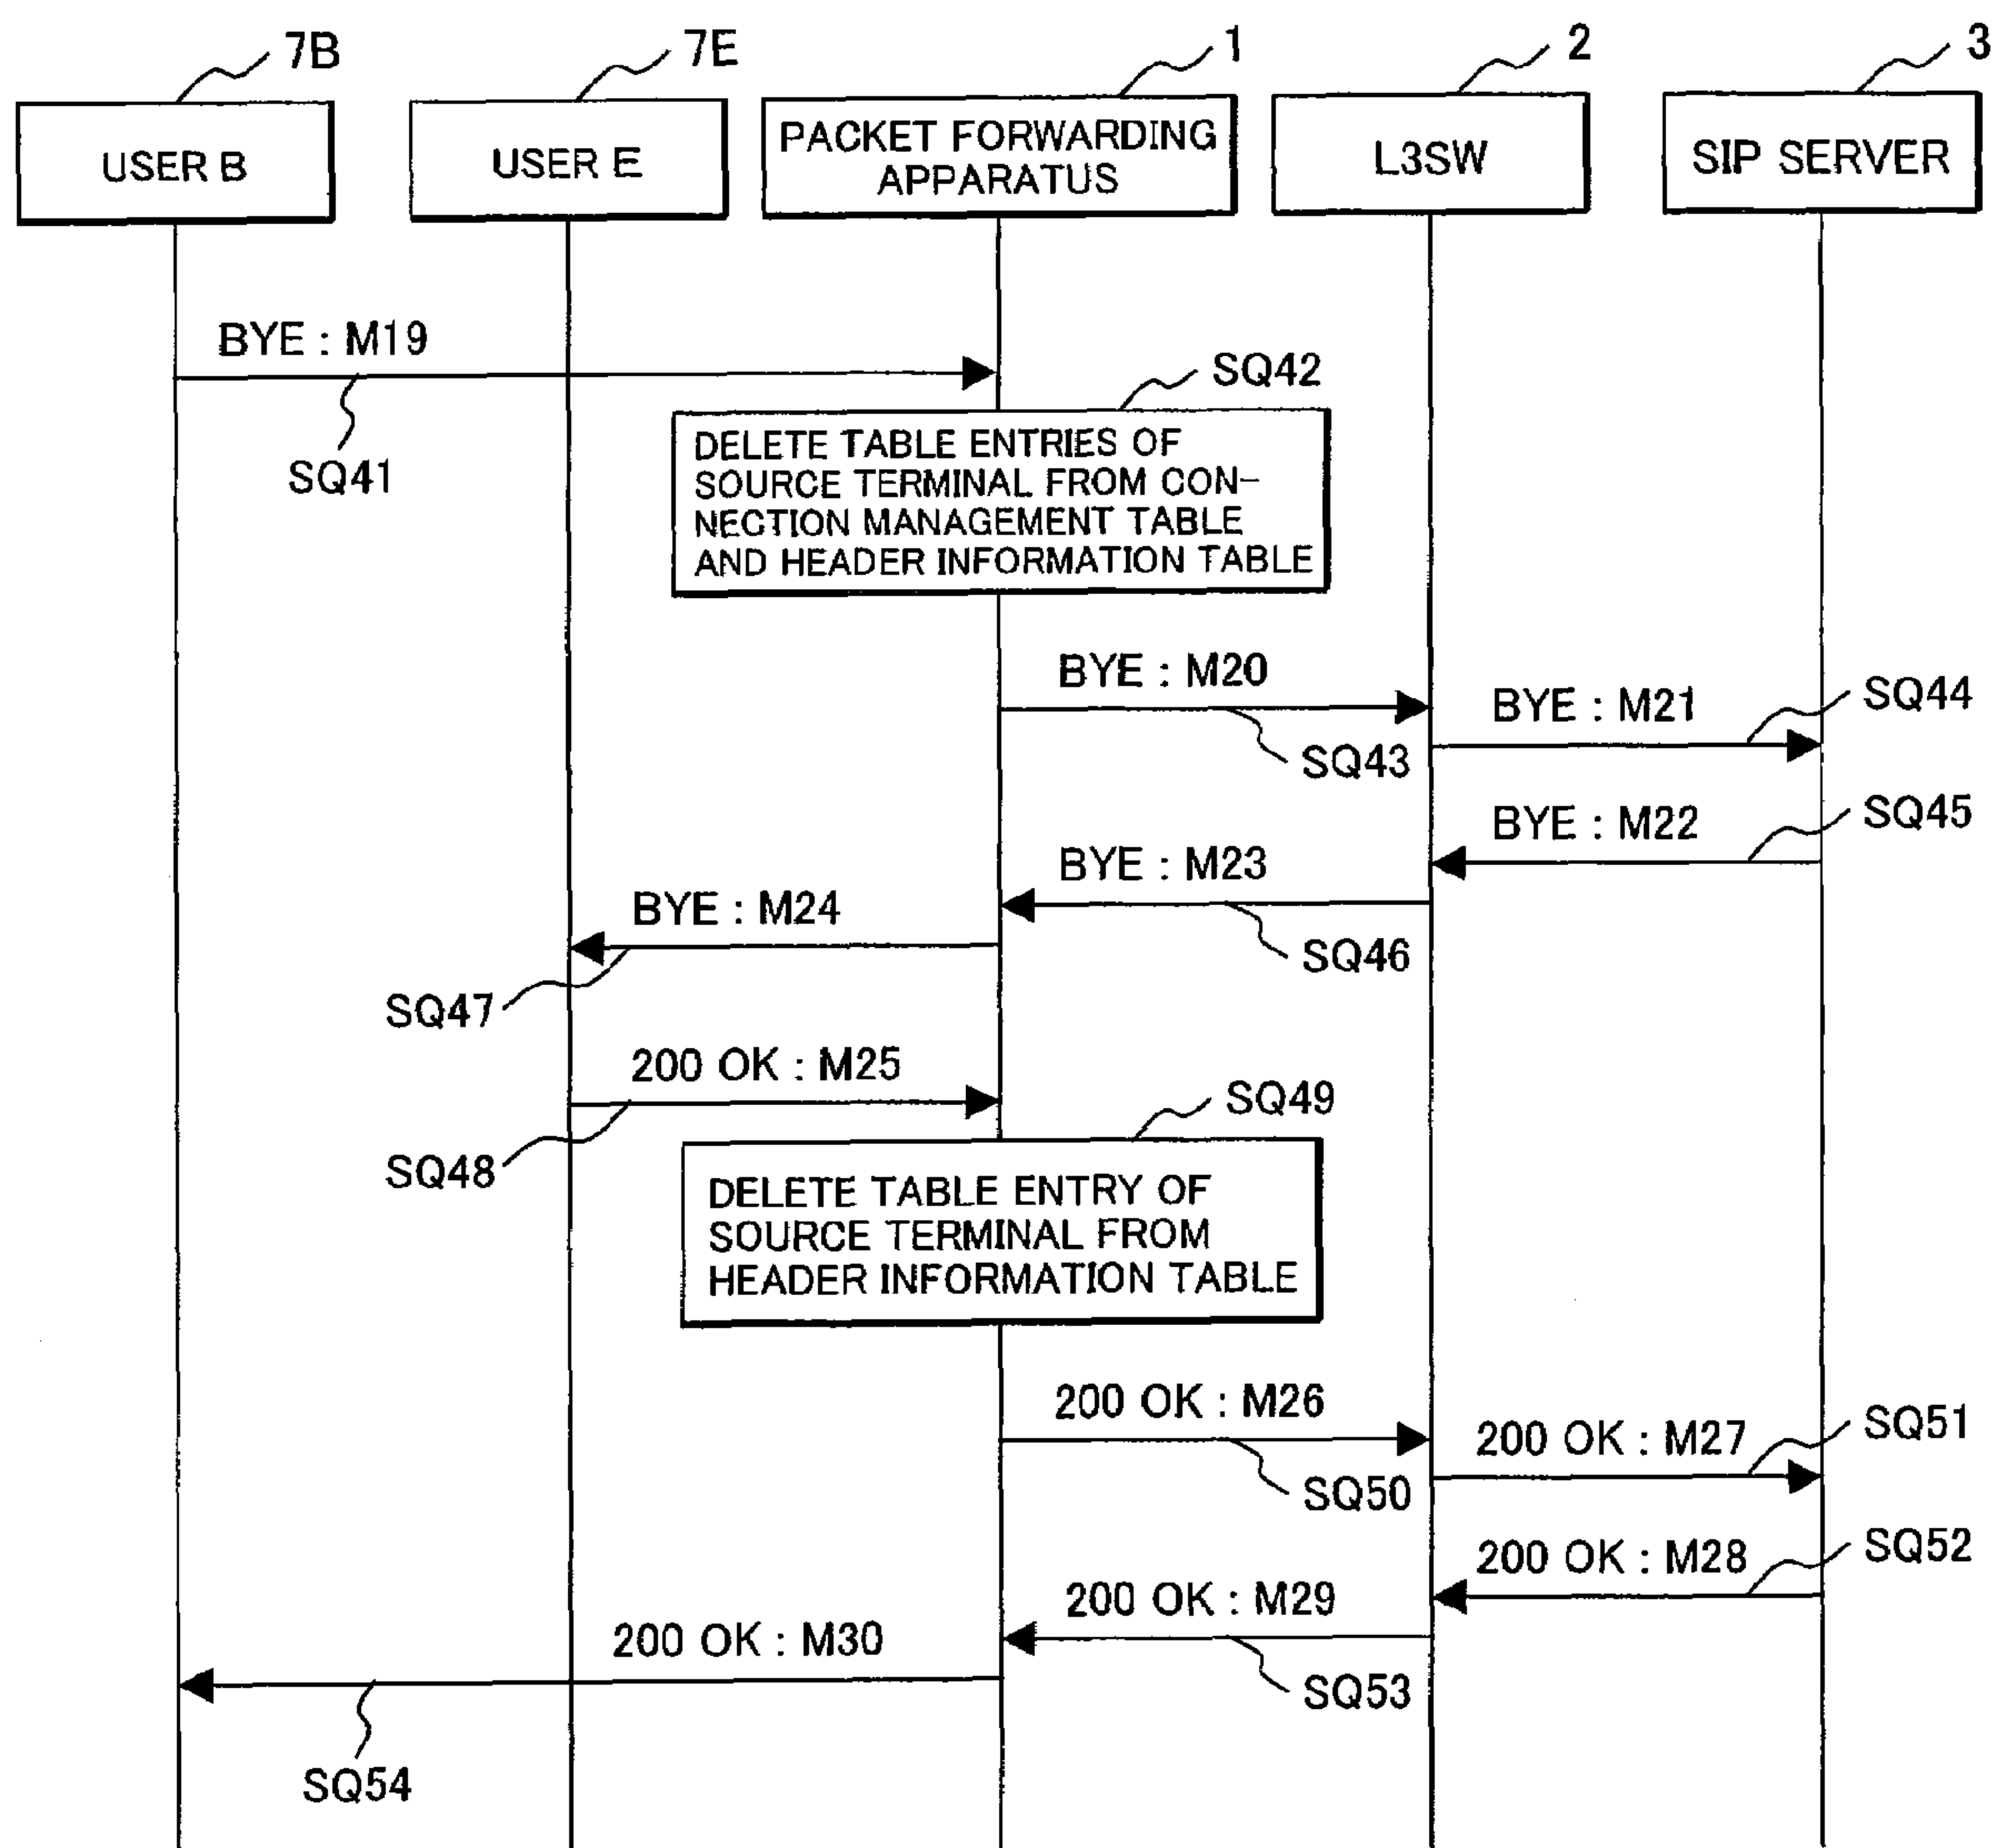 7B
7E
1
2
3
USER B
USER E
PACKET FORWARDING
APPARATUS
L3SW
SIP SERVER
BYE : M19
SQ41
SQ42
DELETE TABLE ENTRIES OF
SOURCE TERMINAL FROM CON-
NECTION MANAGEMENT TABLE
AND HEADER INFORMATION TABLE
BYE : M20
SQ43
BYE : M21
SQ44
BYE : M22
SQ45
BYE : M23
SQ46
BYE : M24
SQ47
200 OK : M25
SQ48
SQ49
DELETE TABLE ENTRY OF
SOURCE TERMINAL FROM
HEADER INFORMATION TABLE
200 OK : M26
SQ50
200 OK : M27
SQ51
200 OK : M28
SQ52
200 OK : M29
SQ53
200 OK : M30
SQ54